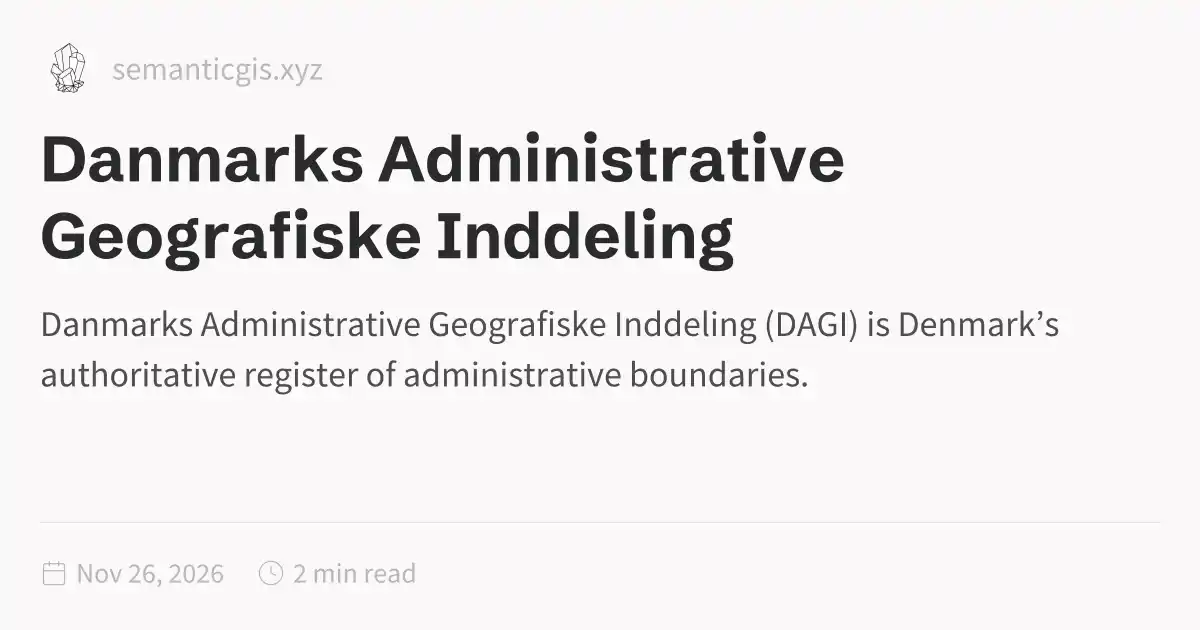 semanticgis.xyz
Danmarks Administrative
Geografiske Inddeling
Danmarks Administrative Geografiske Inddeling (DAGI) is Denmark’s
authoritative register of administrative boundaries.
Nov 26, 2026 2 min read